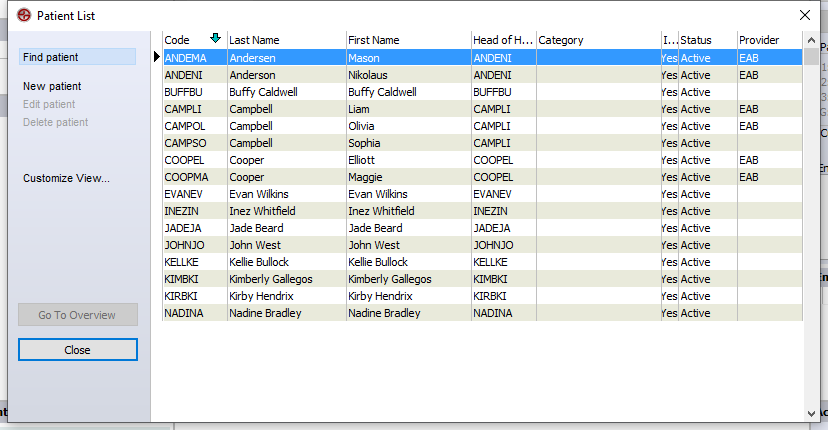 Patient List
Find patient
New patient
Edit patient
Delete patient
Customize View...
Go To Overview
Close
Code Last Name First Name Head of H... Category I... Status Provider
ANDEMA Andersen Mason ANDENI Yes Active EAB
ANDENI Anderson Nikolaus ANDENI Yes Active EAB
BUFFBU Buffy Caldwell Buffy Caldwell BUFFBU Yes Active
CAMPLI Campbell Liam CAMPLI Yes Active EAB
CAMPOL Campbell Olivia CAMPLI Yes Active EAB
CAMPSO Campbell Sophia CAMPLI Yes Active
COOPEL Cooper Elliott COOPEL Yes Active EAB
COOPMA Cooper Maggie COOPEL Yes Active EAB
EVANEV Evan Wilkins Evan Wilkins EVANEV Yes Active
INEZIN Inez Whitfield Inez Whitfield INEZIN Yes Active
JADEJA Jade Beard Jade Beard JADEJA Yes Active
JOHNJO John West John West JOHNJO Yes Active
KELLKE Kellie Bullock Kellie Bullock KELLKE Yes Active
KIMBKI Kimberly Gallegos Kimberly Gallegos KIMBKI Yes Active
KIRBKI Kirby Hendrix Kirby Hendrix KIRBKI Yes Active
NADINA Nadine Bradley Nadine Bradley NADINA Yes Active